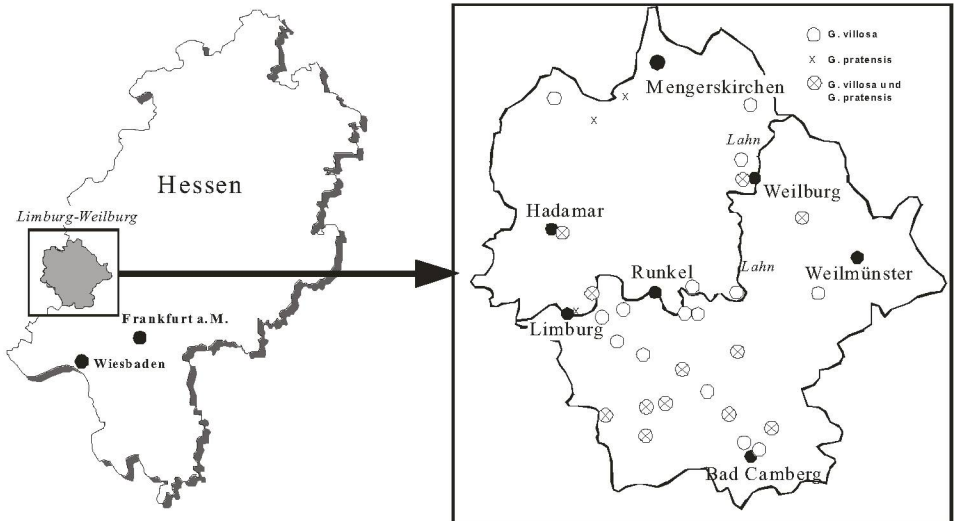 Hessen
Limburg-Weilburg
Frankfurt a.M.
Wiesbaden
G. villosa
G. pratensis
G. villosa und
G. pratensis
Mengerskirchen
Lahn
Weilburg
Hadamar
Runkel
Lahn
Weilmünster
Limburg
Bad Camberg